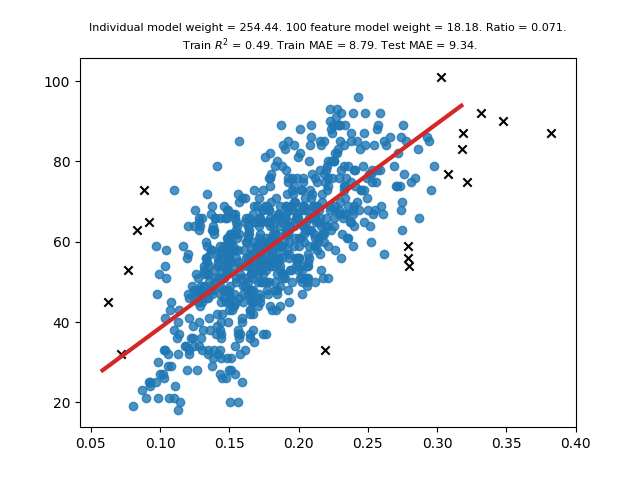 Individual model weight = 254.44. 100 feature model weight = 18.18. Ratio = 0.071.
Train R² = 0.49. Train MAE = 8.79. Test MAE = 9.34.
100
80
60
40
20
0.05 0.10 0.15 0.20 0.25 0.30 0.35 0.40